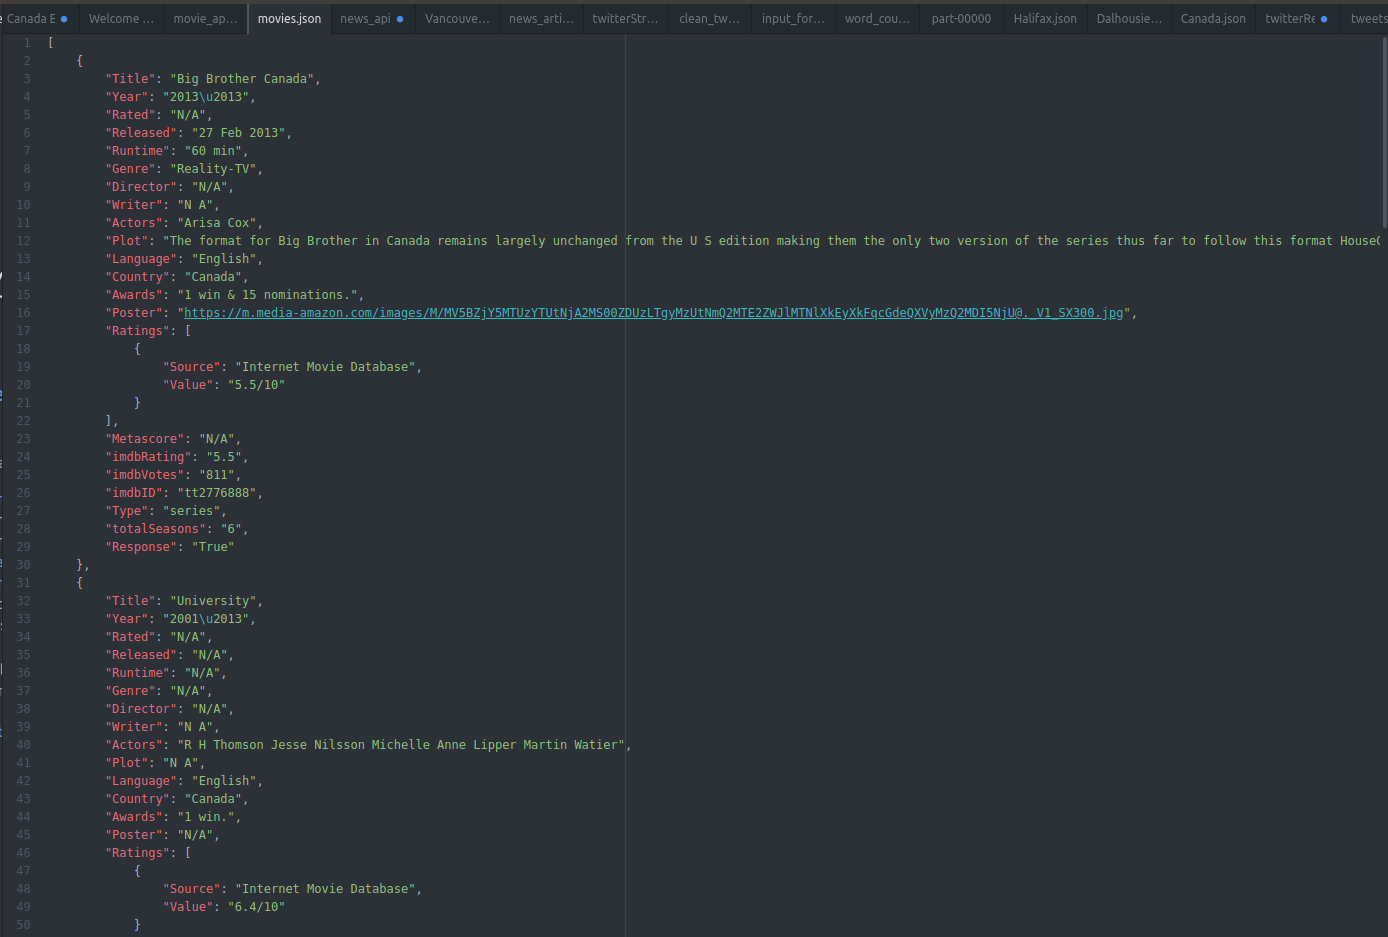 Canada E
Welcome ...
movie_ap...
movies.json
news_api
Vancouve...
news_arti...
twitterStr...
clean_tw...
input_for...
word_cou...
part-00000
Halifax.json
Dalhousie...
Canada.json
twitterRe
tweets
1 [
2 {
3 "Title": "Big Brother Canada",
4 "Year": "2013\u2013",
5 "Rated": "N/A",
6 "Released": "27 Feb 2013",
7 "Runtime": "60 min",
8 "Genre": "Reality-TV",
9 "Director": "N/A",
10 "Writer": "N A",
11 "Actors": "Arisa Cox",
12 "Plot": "The format for Big Brother in Canada remains largely unchanged from the U S edition making them the only two version of the series thus far to follow this format House
13 "Language": "English",
14 "Country": "Canada",
15 "Awards": "1 win & 15 nominations.",
16 "Poster": "https://m.media-amazon.com/images/M/MV5BZjY5MTUzYTUtNjA2MS00ZDUzLTgyMzUtNmQ2MTE2ZWJlMTNlXkEyXkFqcGdeQXVyMzQ2MDI5NjU@._V1_SX300.jpg",
17 "Ratings": [
18 {
19 "Source": "Internet Movie Database",
20 "Value": "5.5/10"
21 }
22 ],
23 "Metascore": "N/A",
24 "imdbRating": "5.5",
25 "imdbVotes": "811",
26 "imdbID": "tt2776888",
27 "Type": "series",
28 "totalSeasons": "6",
29 "Response": "True"
30 },
31 {
32 "Title": "University",
33 "Year": "2001\u2013",
34 "Rated": "N/A",
35 "Released": "N/A",
36 "Runtime": "N/A",
37 "Genre": "N/A",
38 "Director": "N/A",
39 "Writer": "N A",
40 "Actors": "R H Thomson Jesse Nilsson Michelle Anne Lipper Martin Watier",
41 "Plot": "N A",
42 "Language": "English",
43 "Country": "Canada",
44 "Awards": "1 win.",
45 "Poster": "N/A",
46 "Ratings": [
47 {
48 "Source": "Internet Movie Database",
49 "Value": "6.4/10"
50 }